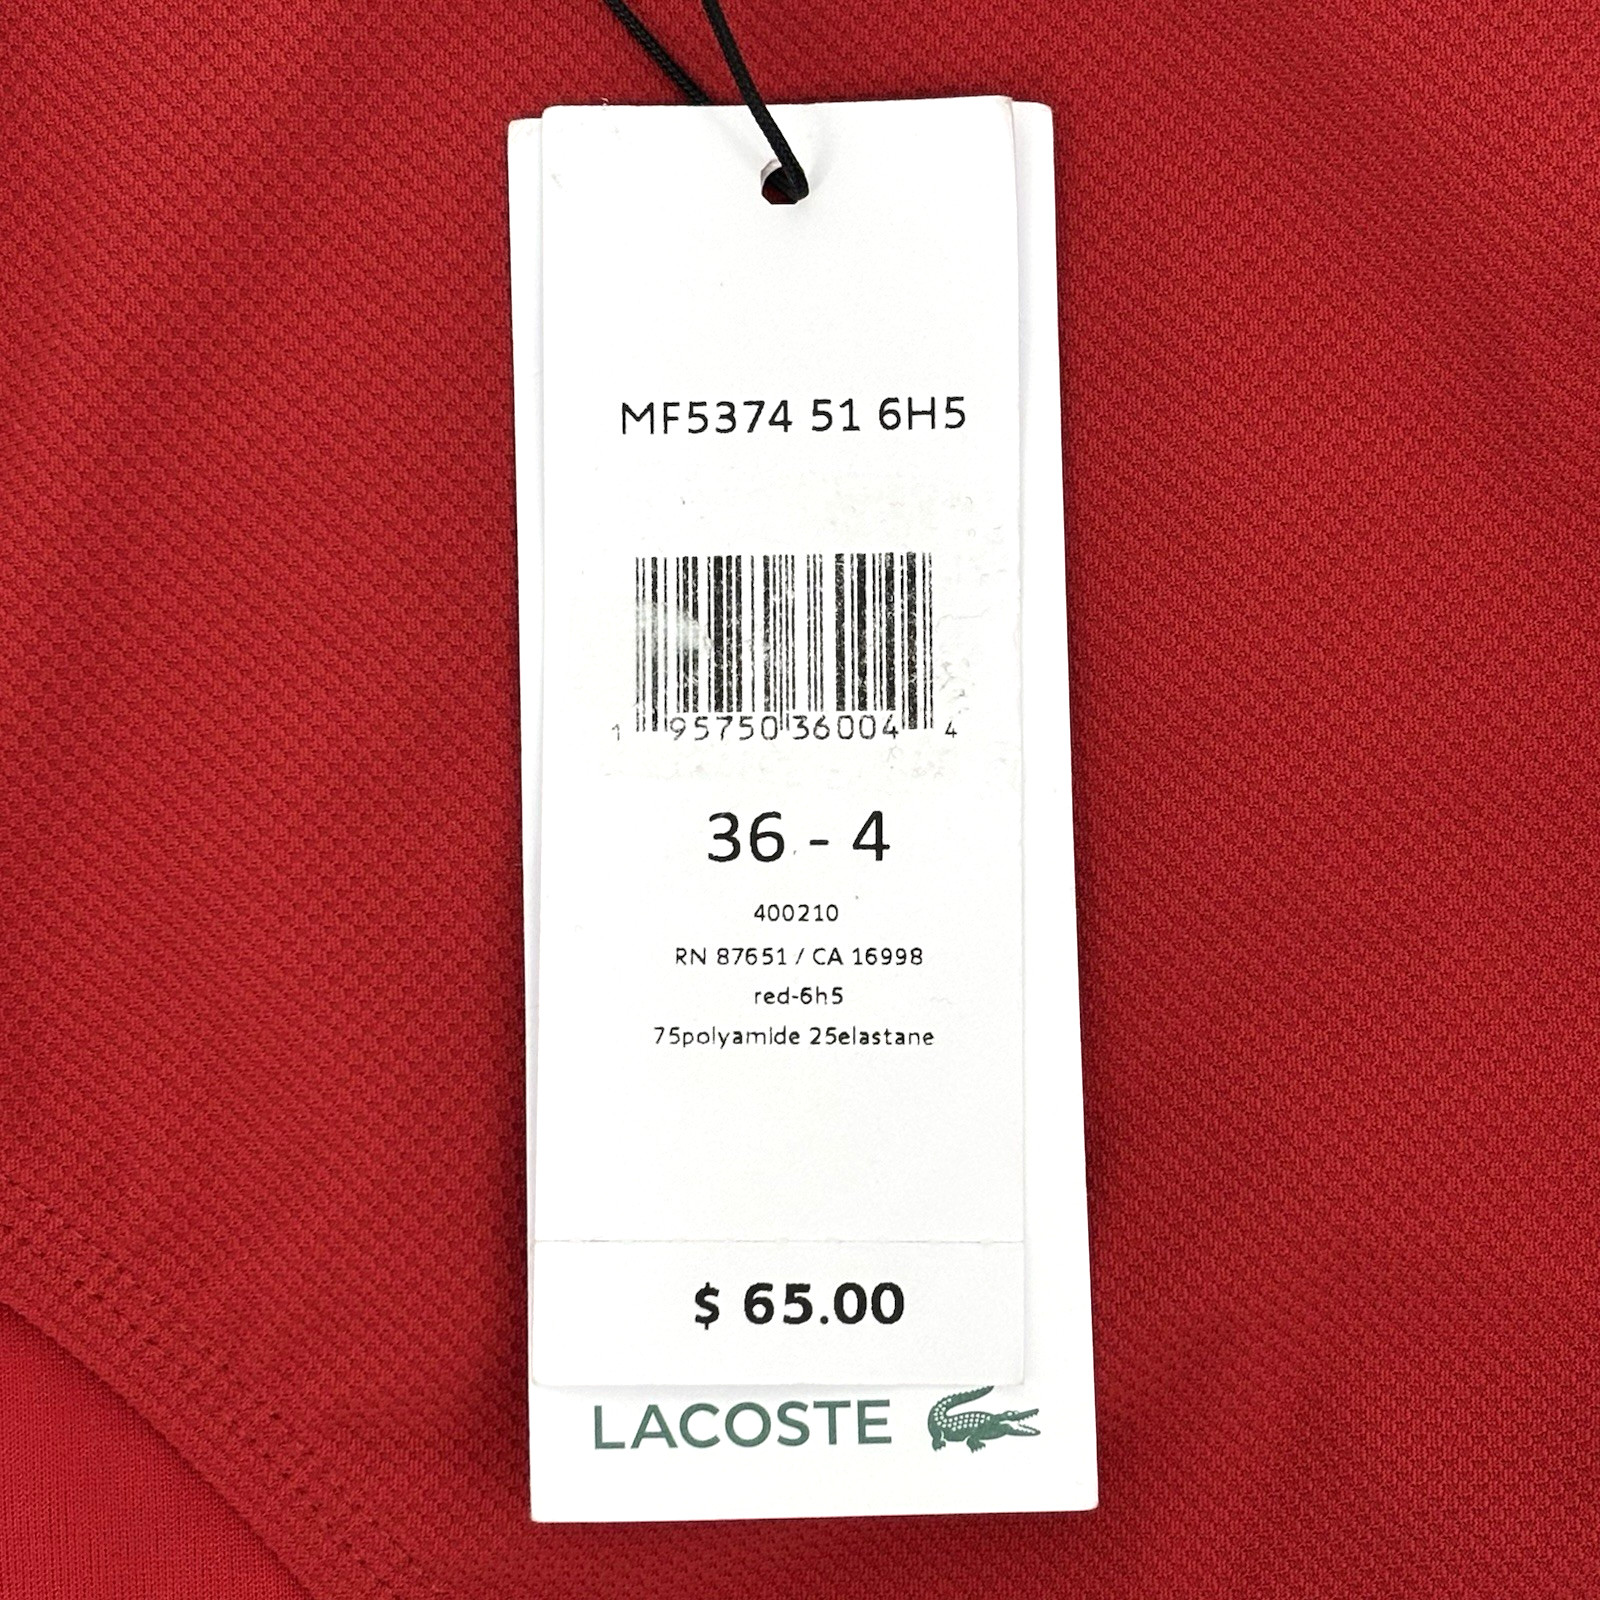 MF5374 51 6H5
1 95750 36004 4
36 - 4
400210
RN 87651 / CA 16998
red-6h5
75polyamide 25elastane
$ 65.00
LACOSTE